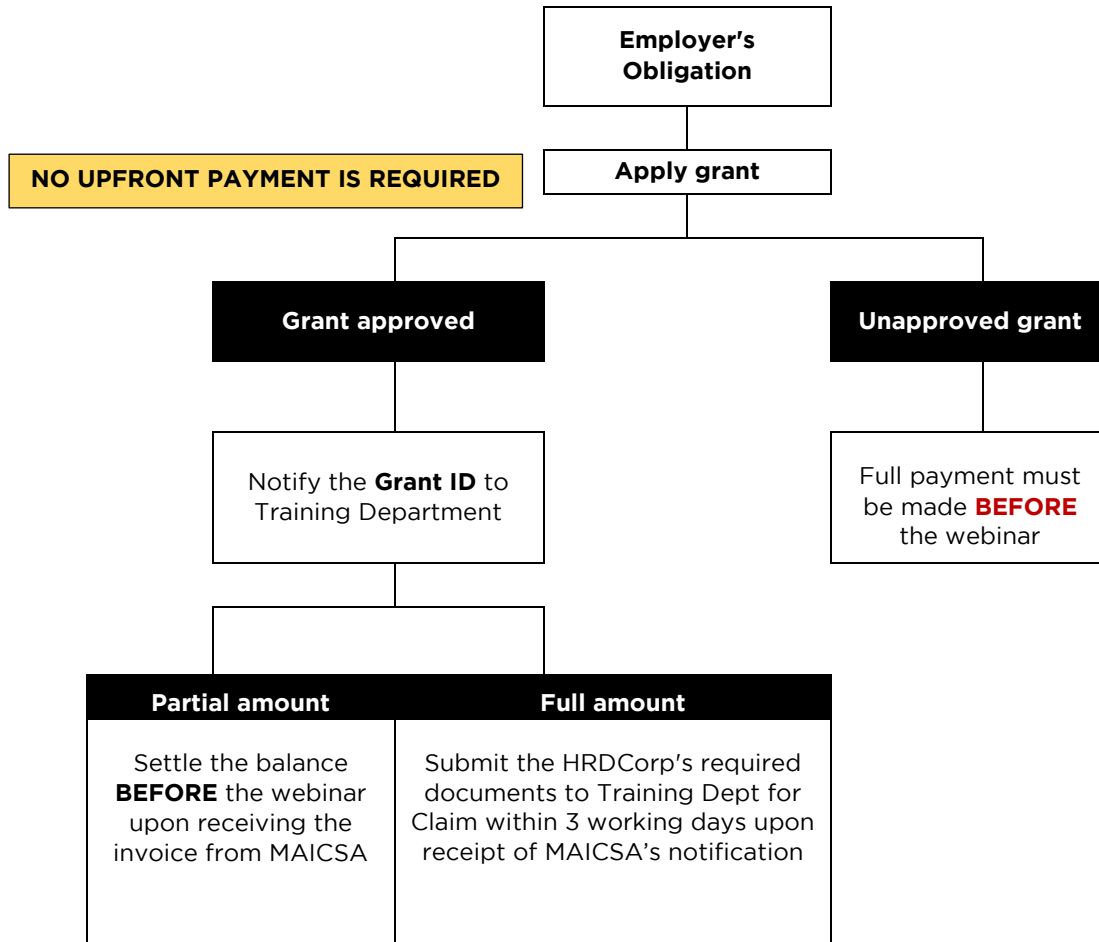 Employer's
Obligation
NO UPFRONT PAYMENT IS REQUIRED
Apply grant
Grant approved
Unapproved grant
Notify the Grant ID to
Training Department
Full payment must
be made BEFORE
the webinar
Partial amount
Full amount
Settle the balance
BEFORE the webinar
upon receiving the
invoice from MAICSA
Submit the HRDCorp's required
documents to Training Dept for
Claim within 3 working days upon
receipt of MAICSA’s notification